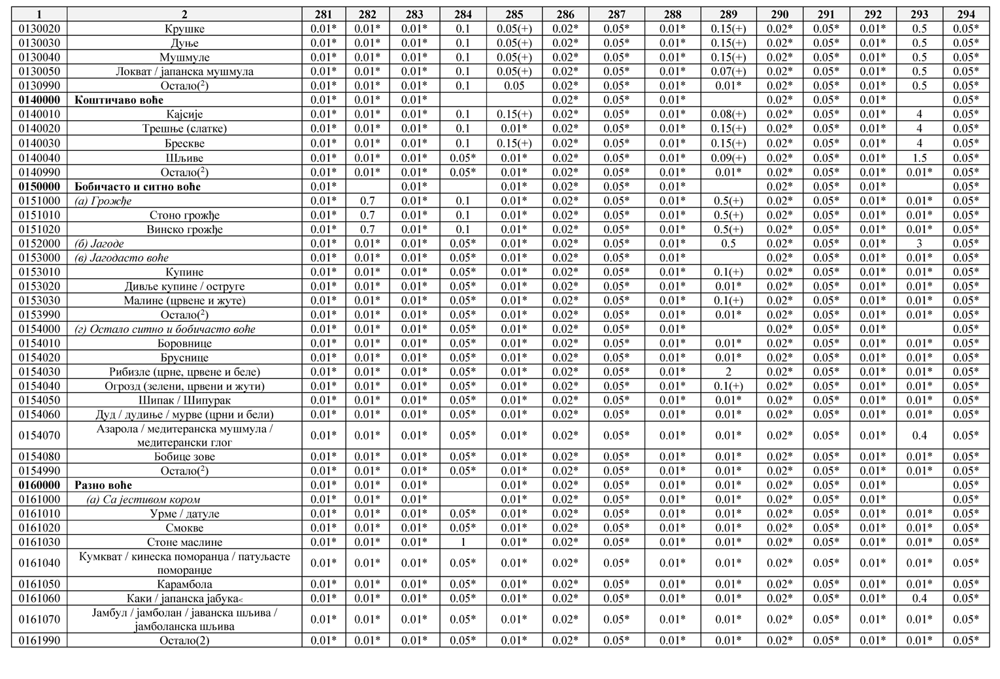 1 2 281 282 283 284 285 286 287 288 289 290 291 292 293 294
0130020 Крушке 0.01* 0.01* 0.01* 0.1 0.05(+) 0.02* 0.05* 0.01* 0.15(+) 0.02* 0.05* 0.01* 0.5 0.05*
0130030 Дуње 0.01* 0.01* 0.01* 0.1 0.05(+) 0.02* 0.05* 0.01* 0.15(+) 0.02* 0.05* 0.01* 0.5 0.05*
0130040 Мушмуле 0.01* 0.01* 0.01* 0.1 0.05(+) 0.02* 0.05* 0.01* 0.15(+) 0.02* 0.05* 0.01* 0.5 0.05*
0130050 Локват / јапанска мушмула 0.01* 0.01* 0.01* 0.1 0.05(+) 0.02* 0.05* 0.01* 0.07(+) 0.02* 0.05* 0.01* 0.5 0.05*
0130990 Остало(2) 0.01* 0.01* 0.01* 0.1 0.05 0.02* 0.05* 0.01* 0.01* 0.02* 0.05* 0.01* 0.5 0.05*
0140000 Коштичаво воће 0.01* 0.01* 0.01* 0.02* 0.05* 0.01* 0.02* 0.05* 0.01* 0.05*
0140010 Кајсије 0.01* 0.01* 0.01* 0.1 0.15(+) 0.02* 0.05* 0.01* 0.08(+) 0.02* 0.05* 0.01* 4 0.05*
0140020 Трешње (слатке) 0.01* 0.01* 0.01* 0.1 0.01* 0.02* 0.05* 0.01* 0.15(+) 0.02* 0.05* 0.01* 4 0.05*
0140030 Брескве 0.01* 0.01* 0.01* 0.1 0.15(+) 0.02* 0.05* 0.01* 0.15(+) 0.02* 0.05* 0.01* 4 0.05*
0140040 Шљиве 0.01* 0.01* 0.01* 0.05* 0.01* 0.02* 0.05* 0.01* 0.09(+) 0.02* 0.05* 0.01* 1.5 0.05*
0140990 Остало(2) 0.01* 0.01* 0.01* 0.05* 0.01* 0.02* 0.05* 0.01* 0.01* 0.02* 0.05* 0.01* 0.01* 0.05*
0150000 Бобичасто и ситно воће 0.01* 0.01* 0.01* 0.02* 0.05* 0.01* 0.02* 0.05* 0.01* 0.05*
0151000 (а) Грожђе 0.01* 0.7 0.01* 0.1 0.01* 0.02* 0.05* 0.01* 0.5(+) 0.02* 0.05* 0.01* 0.01* 0.05*
0151010 Стоно грожђе 0.01* 0.7 0.01* 0.1 0.01* 0.02* 0.05* 0.01* 0.5(+) 0.02* 0.05* 0.01* 0.01* 0.05*
0151020 Винско грожђе 0.01* 0.7 0.01* 0.1 0.01* 0.02* 0.05* 0.01* 0.5(+) 0.02* 0.05* 0.01* 0.01* 0.05*
0152000 (б) Јагоде 0.01* 0.01* 0.01* 0.05* 0.01* 0.02* 0.05* 0.01* 0.5 0.02* 0.05* 0.01* 3 0.05*
0153000 (в) Јагодасто воће 0.01* 0.01* 0.01* 0.05* 0.01* 0.02* 0.05* 0.01* 0.02* 0.05* 0.01* 0.01* 0.05*
0153010 Купине 0.01* 0.01* 0.01* 0.05* 0.01* 0.02* 0.05* 0.01* 0.1(+) 0.02* 0.05* 0.01* 0.01* 0.05*
0153020 Дивље купине / оструге 0.01* 0.01* 0.01* 0.05* 0.01* 0.02* 0.05* 0.01* 0.01* 0.02* 0.05* 0.01* 0.01* 0.05*
0153030 Малине (црвене и жуте) 0.01* 0.01* 0.01* 0.05* 0.01* 0.02* 0.05* 0.01* 0.1(+) 0.02* 0.05* 0.01* 0.01* 0.05*
0153990 Остало(2) 0.01* 0.01* 0.01* 0.05* 0.01* 0.02* 0.05* 0.01* 0.01* 0.02* 0.05* 0.01* 0.01* 0.05*
0154000 (г) Остало ситно и бобичасто воће 0.01* 0.01* 0.01* 0.05* 0.01* 0.02* 0.05* 0.01* 0.02* 0.05* 0.01* 0.05*
0154010 Боровнице 0.01* 0.01* 0.01* 0.05* 0.01* 0.02* 0.05* 0.01* 0.01* 0.02* 0.05* 0.01* 0.01* 0.05*
0154020 Бруснице 0.01* 0.01* 0.01* 0.05* 0.01* 0.02* 0.05* 0.01* 0.01* 0.02* 0.05* 0.01* 0.01* 0.05*
0154030 Рибизле (црне, црвене и беле) 0.01* 0.01* 0.01* 0.05* 0.01* 0.02* 0.05* 0.01* 2 0.02* 0.05* 0.01* 0.01* 0.05*
0154040 Огрозд (зелени, црвени и жути) 0.01* 0.01* 0.01* 0.05* 0.01* 0.02* 0.05* 0.01* 0.1(+) 0.02* 0.05* 0.01* 0.01* 0.05*
0154050 Шипак / Шипурак 0.01* 0.01* 0.01* 0.05* 0.01* 0.02* 0.05* 0.01* 0.01* 0.02* 0.05* 0.01* 0.01* 0.05*
0154060 Дуд / дудиње / мурве (црни и бели) 0.01* 0.01* 0.01* 0.05* 0.01* 0.02* 0.05* 0.01* 0.01* 0.02* 0.05* 0.01* 0.01* 0.05*
Азарола / медитеранска мушмула /
0154070 медитерански глог 0.01* 0.01* 0.01* 0.05* 0.01* 0.02* 0.05* 0.01* 0.01* 0.02* 0.05* 0.01* 0.4 0.05*
0154080 Бобице зове 0.01* 0.01* 0.01* 0.05* 0.01* 0.02* 0.05* 0.01* 0.01* 0.02* 0.05* 0.01* 0.01* 0.05*
0154990 Остало(2) 0.01* 0.01* 0.01* 0.05* 0.01* 0.02* 0.05* 0.01* 0.01* 0.02* 0.05* 0.01* 0.01* 0.05*
0160000 Разно воће 0.01* 0.01* 0.01* 0.01* 0.02* 0.05* 0.01* 0.01* 0.02* 0.05* 0.01* 0.05*
0161000 (а) Са јестивом кором 0.01* 0.01* 0.01* 0.01* 0.02* 0.05* 0.01* 0.01* 0.02* 0.05* 0.01* 0.05*
0161010 Урме / датуле 0.01* 0.01* 0.01* 0.05* 0.01* 0.02* 0.05* 0.01* 0.01* 0.02* 0.05* 0.01* 0.01* 0.05*
0161020 Смокве 0.01* 0.01* 0.01* 0.05* 0.01* 0.02* 0.05* 0.01* 0.01* 0.02* 0.05* 0.01* 0.01* 0.05*
0161030 Стоне маслине 0.01* 0.01* 0.01* 1 0.01* 0.02* 0.05* 0.01* 0.01* 0.02* 0.05* 0.01* 0.01* 0.05*
Кумкват / кинеска поморанџа / патуљасте
0161040 поморанџе 0.01* 0.01* 0.01* 0.05* 0.01* 0.02* 0.05* 0.01* 0.01* 0.02* 0.05* 0.01* 0.01* 0.05*
0161050 Карамбола 0.01* 0.01* 0.01* 0.05* 0.01* 0.02* 0.05* 0.01* 0.01* 0.02* 0.05* 0.01* 0.01* 0.05*
0161060 Каки / јапанска јабука< 0.01* 0.01* 0.01* 0.05* 0.01* 0.02* 0.05* 0.01* 0.01* 0.02* 0.05* 0.01* 0.4 0.05*
Јамбул / јамболан / јаванска шљива /
0161070 јамболанска шљива 0.01* 0.01* 0.01* 0.05* 0.01* 0.02* 0.05* 0.01* 0.01* 0.02* 0.05* 0.01* 0.01* 0.05*
0161990 Остало(2) 0.01* 0.01* 0.01* 0.05* 0.01* 0.02* 0.05* 0.01* 0.01* 0.02* 0.05* 0.01* 0.01* 0.05*